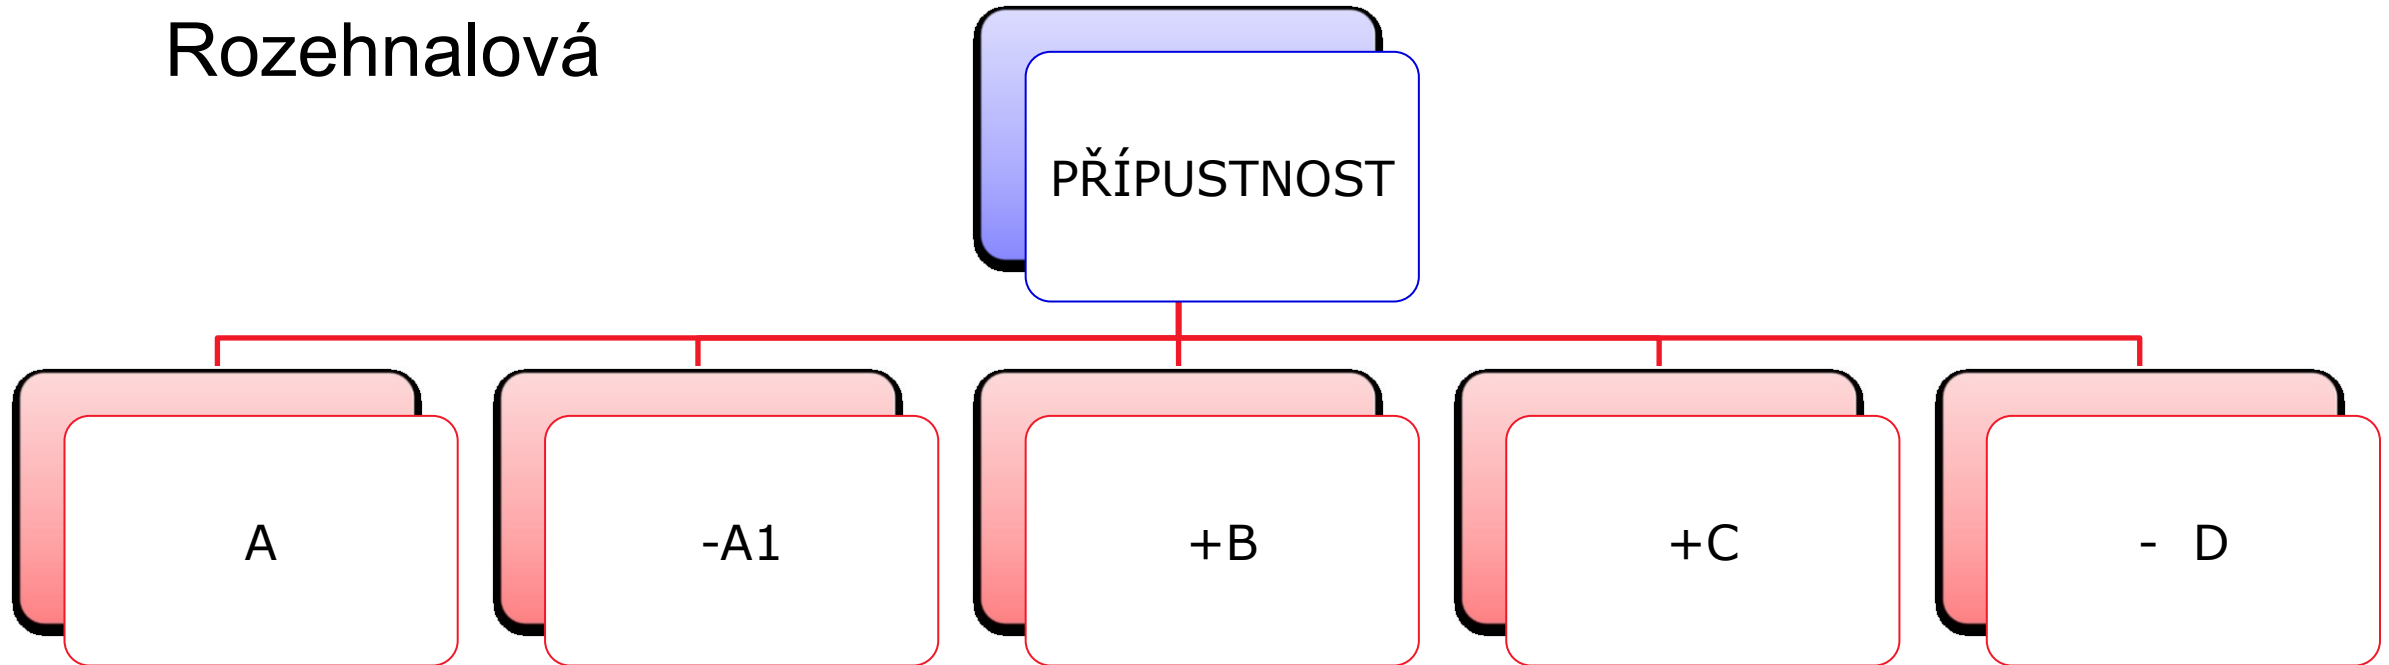 Rozehnalová
PŘÍPUSTNOST
A
-A1
+B
+C
- D